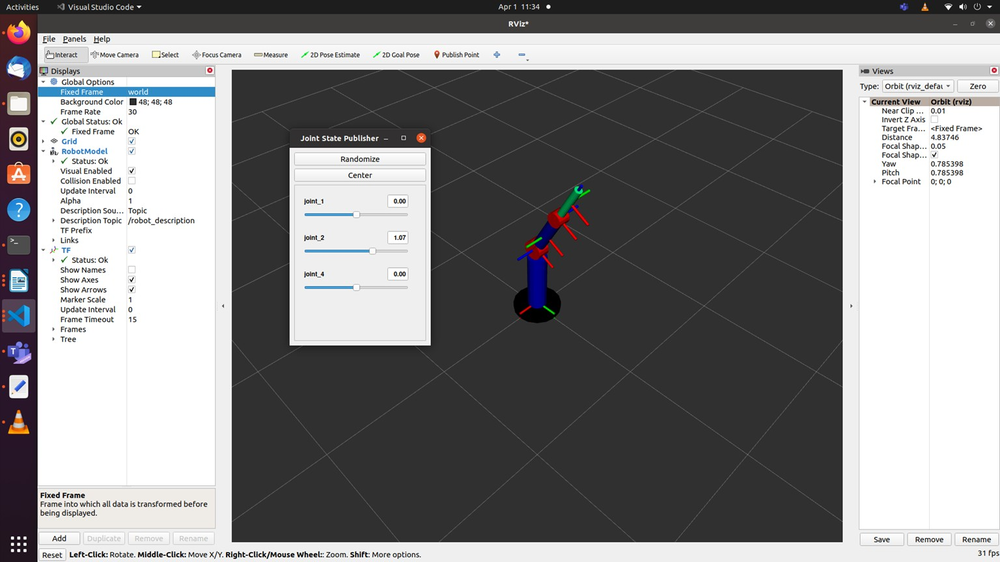 Activities
Visual Studio Code
Apr 1 11:34
RViz*
File Panels Help
Interact Move Camera Select Focus Camera Measure 2D Pose Estimate 2D Goal Pose Publish Point
Displays
Global Options
Fixed Frame world
Background Color 48; 48; 48
Frame Rate 30
Global Status: Ok
Fixed Frame OK
Grid
RobotModel
Status: Ok
Visual Enabled
Collision Enabled
Update Interval 0
Alpha 1
Description Sou... Topic
Description Topic /robot_description
TF Prefix
Links
TF
Status: Ok
Show Names
Show Axes
Show Arrows
Marker Scale 1
Update Interval 0
Frame Timeout 15
Frames
Tree
Fixed Frame
Frame into which all data is transformed before
being displayed.
Add Duplicate Remove Rename
Reset Left-Click: Rotate. Middle-Click: Move X/Y. Right-Click/Mouse Wheel:: Zoom. Shift: More options.
Joint State Publisher
Randomize
Center
joint_1 0.00
joint_2 1.07
joint_4 0.00
Views
Type: Orbit (rviz_defau Zero
Current View Orbit (rviz)
Near Clip ... 0.01
Invert Z Axis
Target Fra... <Fixed Frame>
Distance 4.83746
Focal Shap... 0.05
Focal Shap...
Yaw 0.785398
Pitch 0.785398
Focal Point 0; 0; 0
Save Remove Rename
31 fps